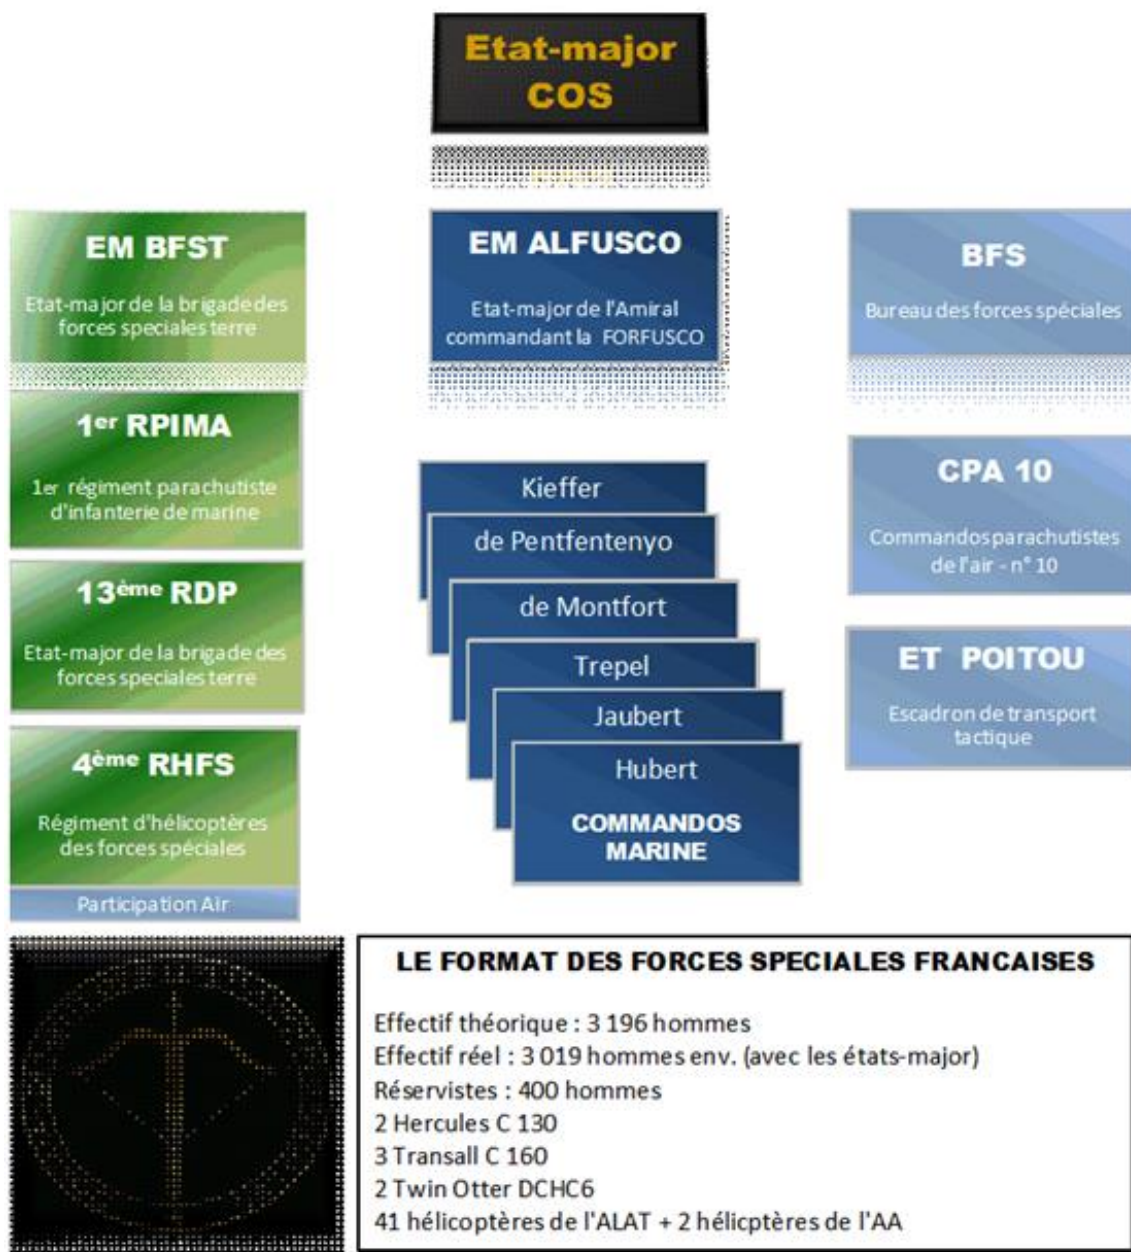 Etat-major
COS
EM BFST
Etat-major de la brigade des
forces speciales terre
1er RPIMA
1er régiment parachutiste
d'infanterie de marine
13ème RDP
Etat-major de la brigade des
forces speciales terre
4ème RHFS
Régiment d'hélicoptères
des forces spéciales
Participation Air
EM ALFUSCO
Etat-major de l'Amiral
commandant la FORFUSCO
Kieffer
de Pentfentenyo
de Montfort
Trepel
Jaubert
Hubert
COMMANDOS
MARINE
BFS
Bureau des forces spéciales
CPA 10
Commandos parachutistes
de l'air - n° 10
ET POITOU
Escadron de transport
tactique
LE FORMAT DES FORCES SPECIALES FRANCAISES
Effectif théorique : 3 196 hommes
Effectif réel : 3 019 hommes env. (avec les états-major)
Réservistes : 400 hommes
2 Hercules C 130
3 Transall C 160
2 Twin Otter DCHC6
41 hélicoptères de l'ALAT + 2 hélicptères de l'AA